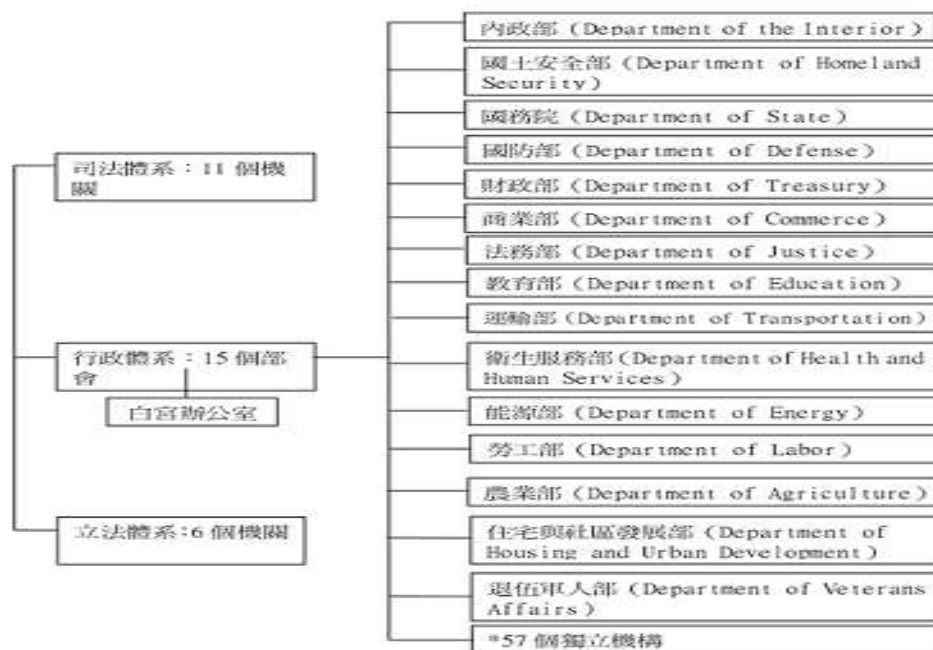 司法體系：11 個機
關
行政體系：15 個部
會
白宮辦公室
立法體系:6 個機關
內政部 (Department of the Interior)
國土安全部 (Department of Homeland
Security)
國務院 (Department of State)
國防部 (Department of Defense)
財政部 (Department of Treasury)
商業部 (Department of Commerce)
法務部 (Department of Justice)
教育部 (Department of Education)
運輸部 (Department of Transportation)
衛生服務部 (Department of Health and
Human Services)
能源部 (Department of Energy)
勞工部 (Department of Labor)
農業部 (Department of Agriculture)
住宅與社區發展部 (Department of
Housing and Urban Development)
退伍軍人部 (Department of Veterans
Affairs)
*57 個獨立機構